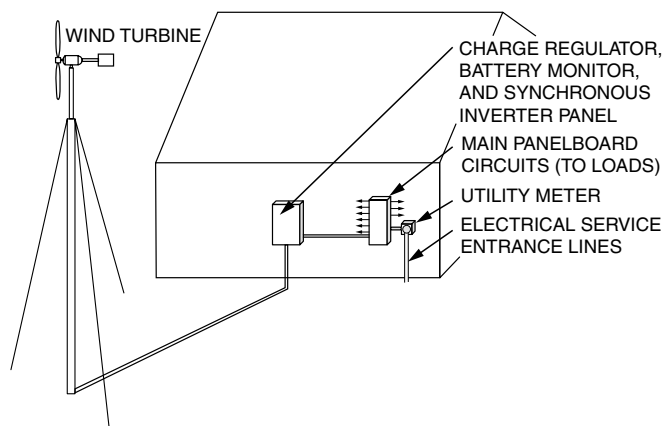 WIND TURBINE
CHARGE REGULATOR,
BATTERY MONITOR,
AND SYNCHRONOUS
INVERTER PANEL
MAIN PANELBOARD
CIRCUITS (TO LOADS)
UTILITY METER
ELECTRICAL SERVICE
ENTRANCE LINES